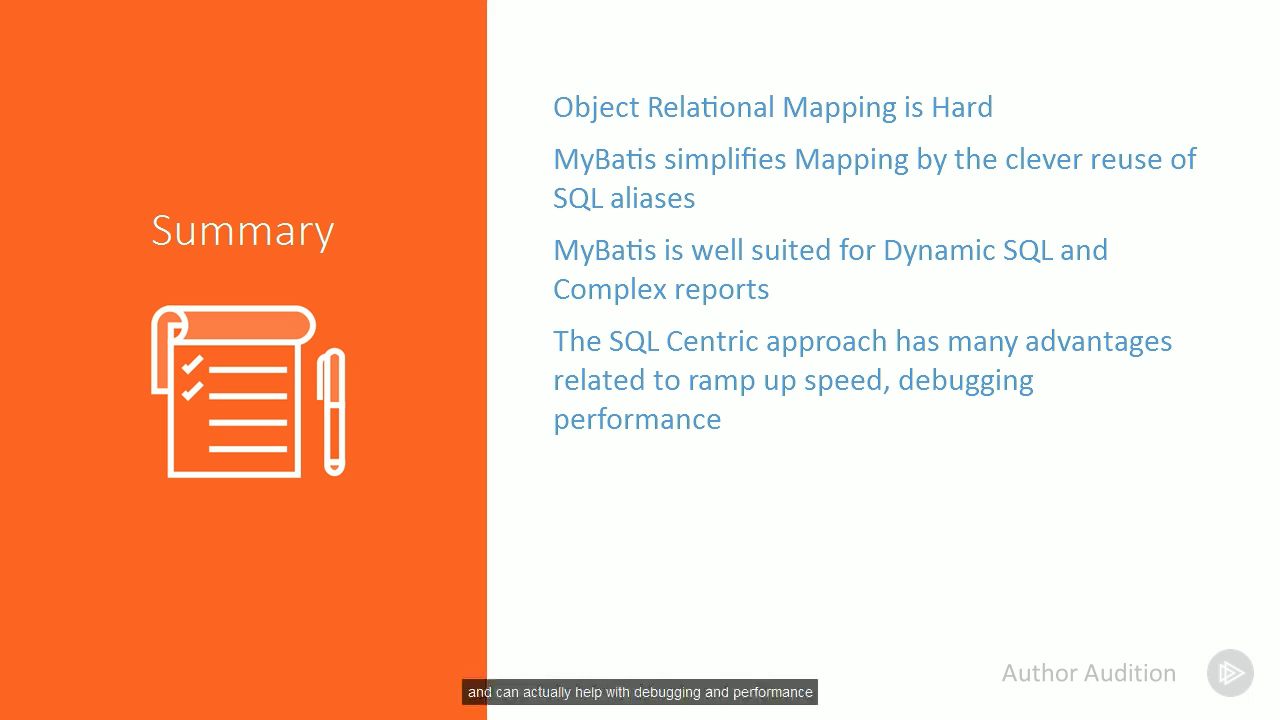 Summary
Object Relational Mapping is Hard
MyBatis simplifies Mapping by the clever reuse of
SQL aliases
MyBatis is well suited for Dynamic SQL and
Complex reports
The SQL Centric approach has many advantages
related to ramp up speed, debugging
performance
Author Audition
and can actually help with debugging and performance